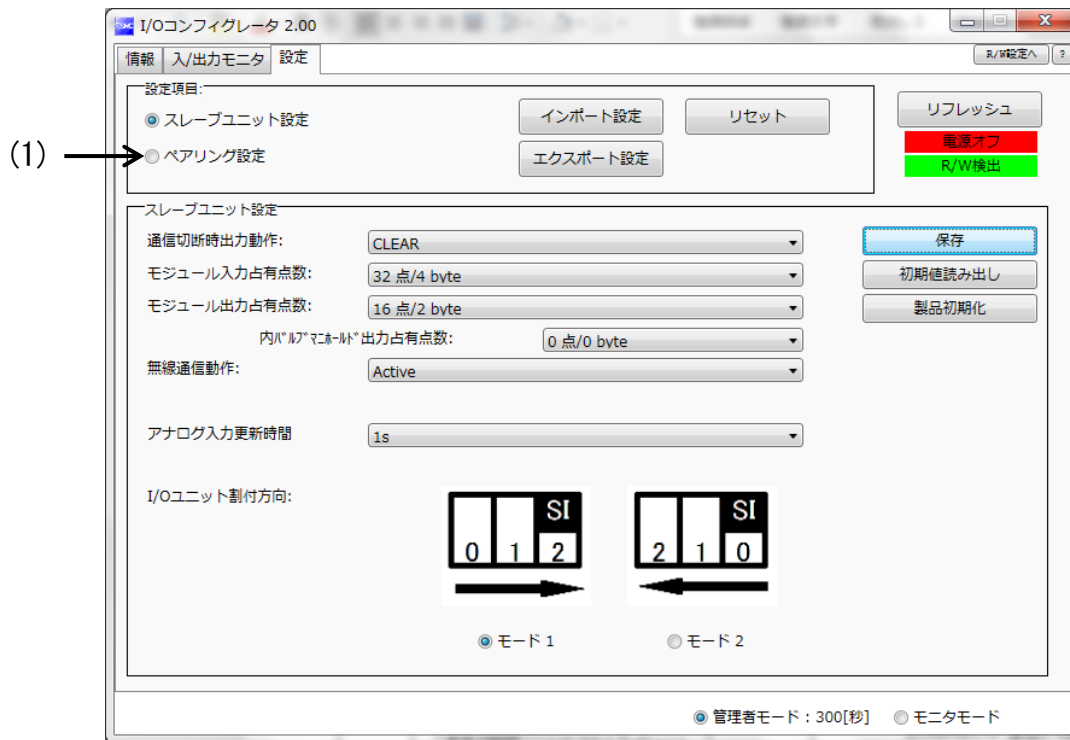 I/Oコンフィグレータ 2.00
情報 入/出力モニタ 設定
R/W設定へ ?
設定項目:
スレーブユニット設定 インポート設定 リセット リフレッシュ
(1) ペアリング設定 エクスポート設定 電源オフ
R/W検出
スレーブユニット設定
通信切断時出力動作: CLEAR 保存
モジュール入力占有点数: 32 点/4 byte 初期値読み出し
モジュール出力占有点数: 16 点/2 byte 製品初期化
内ﾊﾞﾙﾌﾞﾏﾆﾎｰﾙﾄﾞ出力占有点数: 0 点/0 byte
無線通信動作: Active
アナログ入力更新時間 1s
I/Oユニット割付方向:
SI SI
0 1 2 2 1 0
モード 1 モード 2
管理者モード：300[秒] モニタモード